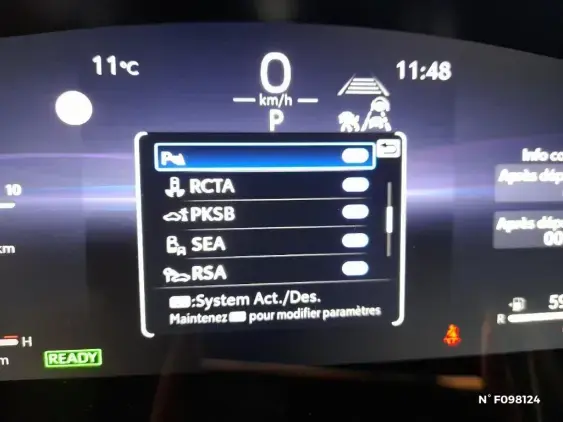 11°C
0
km/h
P
11:48
P
RCTA
PKSB
SEA
RSA
:System Act./Des.
Maintenez pour modifier paramètres
10
km
H
READY
Info co
Après dép
Après dépo
00
59
R
N°F098124